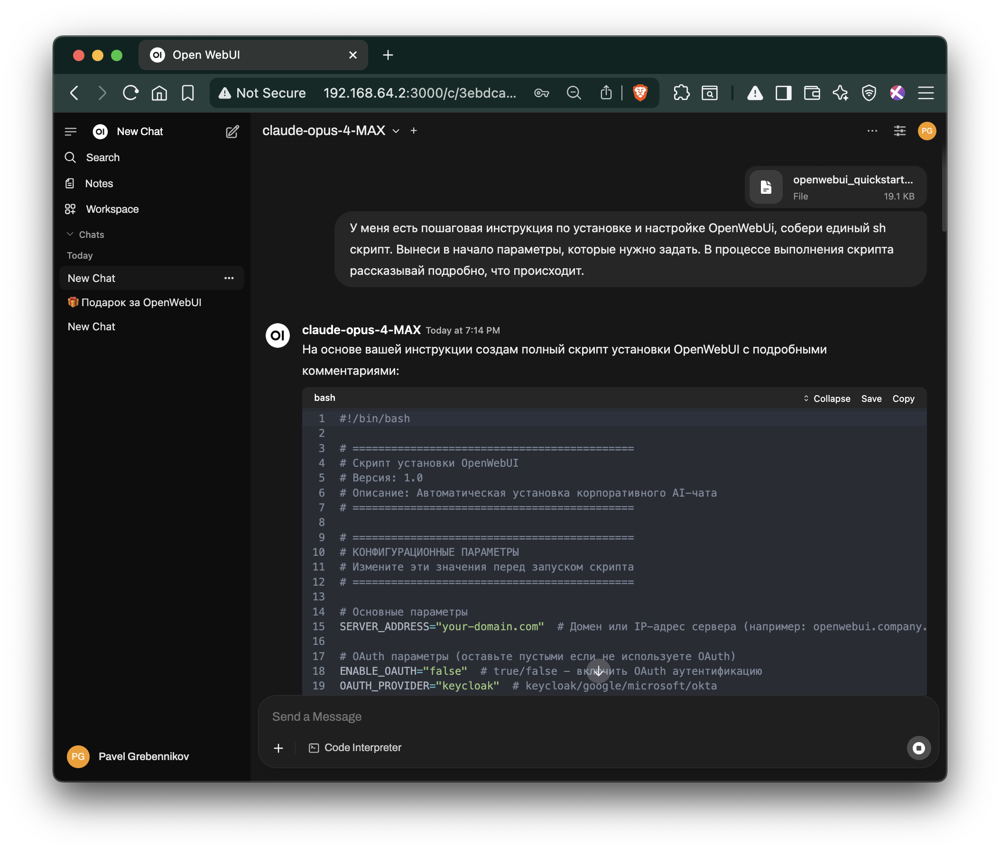 OI Open WebUI
Not Secure 192.168.64.2:3000/c/3ebdca...
OI New Chat
Search
Notes
Workspace
Chats
Today
New Chat
🎁 Подарок за OpenWebUI
New Chat
PG Pavel Grebennikov
claude-opus-4-MAX
PG
openwebui_quickstart...
File 19.1 KB
У меня есть пошаговая инструкция по установке и настройке OpenWebUi, собери единый sh
скрипт. Вынеси в начало параметры, которые нужно задать. В процессе выполнения скрипта
рассказывай подробно, что происходит.
OI claude-opus-4-MAX Today at 7:14 PM
На основе вашей инструкции создам полный скрипт установки OpenWebUI с подробными
комментариями:
bash Collapse Save Copy
1 #!/bin/bash
2
3 # ============================================
4 # Скрипт установки OpenWebUI
5 # Версия: 1.0
6 # Описание: Автоматическая установка корпоративного AI-чата
7 # ============================================
8
9 # ============================================
10 # КОНФИГУРАЦИОННЫЕ ПАРАМЕТРЫ
11 # Измените эти значения перед запуском скрипта
12 # ============================================
13
14 # Основные параметры
15 SERVER_ADDRESS="your-domain.com" # Домен или IP-адрес сервера (например: openwebui.company.
16
17 # OAuth параметры (оставьте пустыми если не используете OAuth)
18 ENABLE_OAUTH="false" # true/false - включить OAuth аутентификацию
19 OAUTH_PROVIDER="keycloak" # keycloak/google/microsoft/okta
Send a Message
Code Interpreter